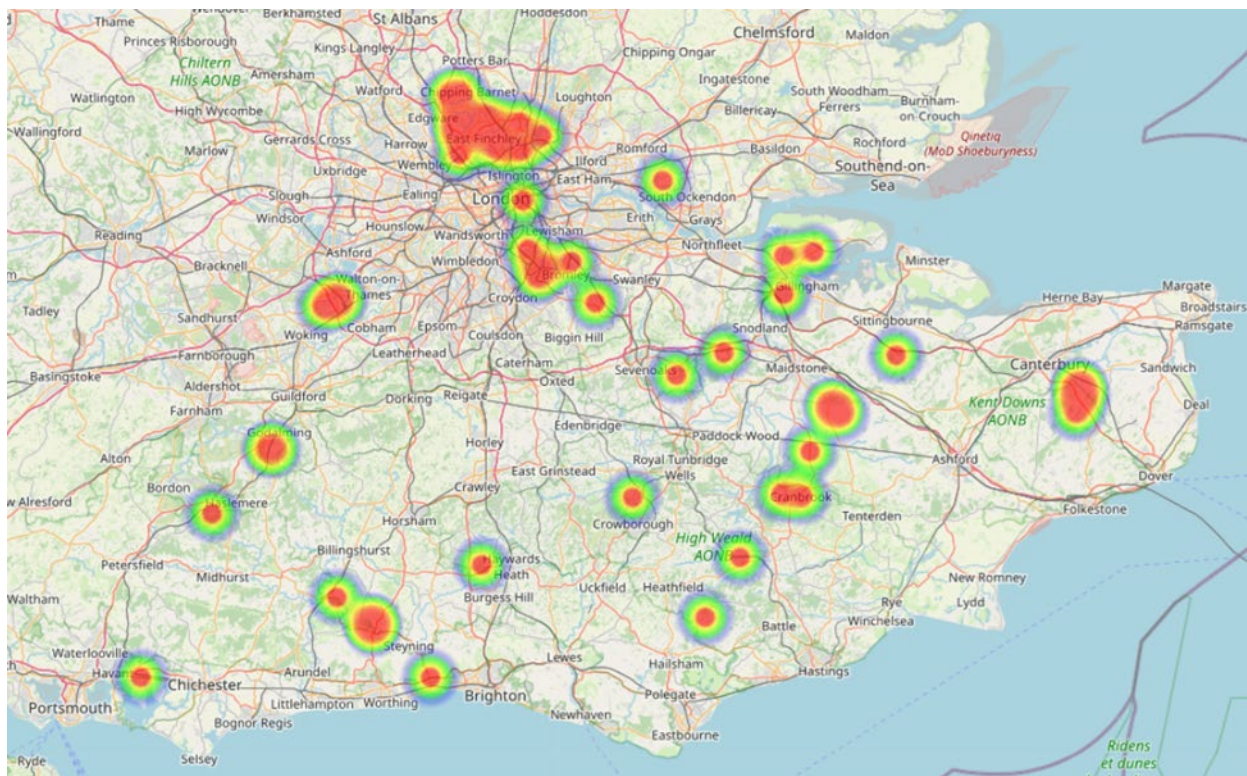 Thame
Berkhamsted
Hemel Hempstead
St Albans
Hoddesdon
Chelmsford
Maldon
Princes Risborough
Kings Langley
Potters Bar
Chipping Ongar
Chiltern
Hills AONB
Amersham
Watford
Chipping Barnet
Loughton
Ingatestone
Watlington
High Wycombe
Edgware
Billericay
South Woodham
Ferrers
Burnham-
on-Crouch
Wallingford
Gerrards Cross
Harrow
East Finchley
Romford
Basildon
Rochford
Qinetiq
(MoD Shoeburyness)
Marlow
Uxbridge
Wembley
Ilford
Southend-on-
Sea
Islington
East Ham
Slough
Ealing
London
South Ockendon
Windsor
Hounslow
Erith
Grays
Reading
Wandsworth
Lewisham
Northfleet
Ashford
Wimbledon
Bracknell
Walton-on-
Thames
Bromley
Swanley
Minster
Tadley
Sandhurst
Croydon
Gillingham
Herne Bay
Margate
Broadstairs
Woking
Cobham
Epsom
Coulsdon
Biggin Hill
Snodland
Sittingbourne
Ramsgate
Farnborough
Leatherhead
Caterham
Sevenoaks
Maidstone
Canterbury
Sandwich
Basingstoke
Aldershot
Oxted
Farnham
Guildford
Dorking
Reigate
Kent Downs
AONB
Deal
Godalming
Horley
Edenbridge
Paddock Wood
Alton
East Grinstead
Royal Tunbridge
Wells
Ashford
Dover
w Alresford
Bordon
Haslemere
Crawley
Cranbrook
Folkestone
Horsham
Crowborough
Tenterden
Petersfield
Billingshurst
Haywards
Heath
High Weald
AONB
Midhurst
Uckfield
Heathfield
New Romney
Waltham
Burgess Hill
Rye
Lydd
Winchelsea
Steyning
Battle
Waterlooville
Lewes
Hailsham
Hastings
Havant
Chichester
Arundel
Portsmouth
Littlehampton
Worthing
Brighton
Polegate
Bognor Regis
Newhaven
Eastbourne
Selsey
Ryde
Ridens
et dunes